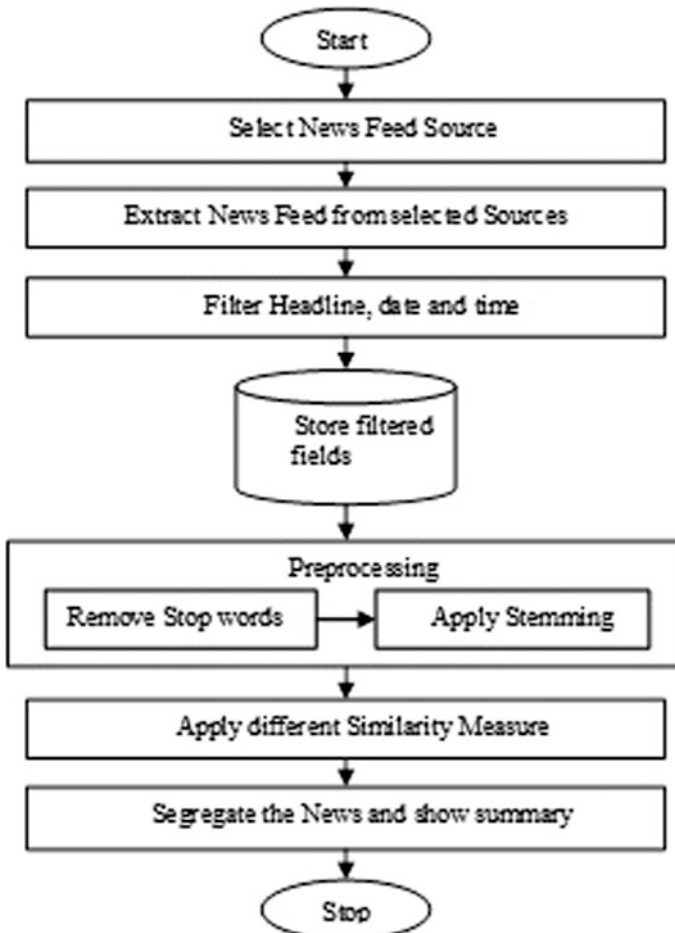 Start
Select News Feed Source
Extract News Feed from selected Sources
Filter Headline, date and time
Store filtered
fields
Preprocessing
Remove Stop words
Apply Stemming
Apply different Similarity Measure
Segregate the News and show summary
Stop